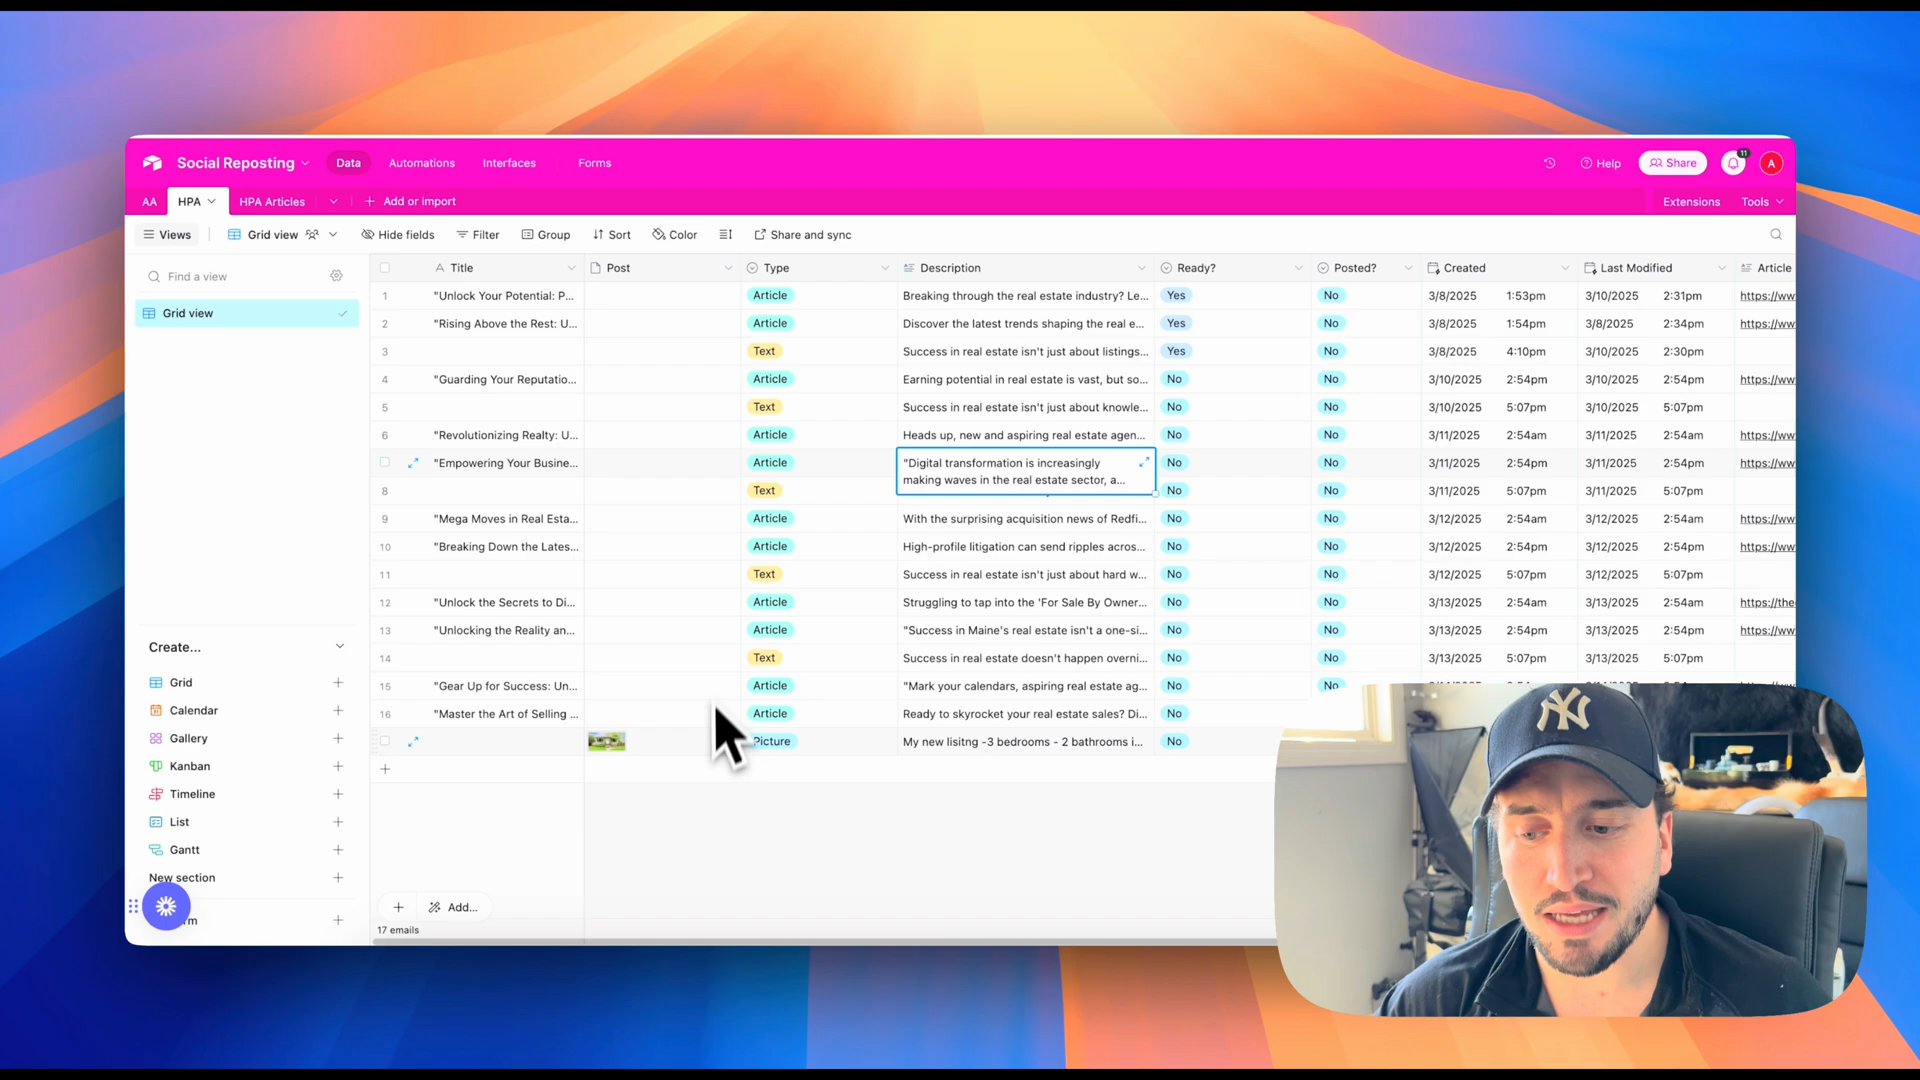 Social Reposting
Data
Automations
Interfaces
Forms
Help
Share
11
A
AA
HPA
HPA Articles
Add or import
Extensions
Tools
Views
Grid view
Hide fields
Filter
Group
Sort
Color
Share and sync
Find a view
Grid view
Title Post Type Description Ready? Posted? Created Last Modified Article
1 "Unlock Your Potential: P... Article Breaking through the real estate industry? Le... Yes No 3/8/2025 1:53pm 3/10/2025 2:31pm https://ww
2 "Rising Above the Rest: U... Article Discover the latest trends shaping the real e... Yes No 3/8/2025 1:54pm 3/8/2025 2:34pm https://ww
3 Text Success in real estate isn't just about listings... Yes No 3/8/2025 4:10pm 3/10/2025 2:30pm
4 "Guarding Your Reputatio... Article Earning potential in real estate is vast, but so... No No 3/10/2025 2:54pm 3/10/2025 2:54pm https://ww
5 Text Success in real estate isn't just about knowle... No No 3/10/2025 5:07pm 3/10/2025 5:07pm
6 "Revolutionizing Realty: U... Article Heads up, new and aspiring real estate agen... No No 3/11/2025 2:54am 3/11/2025 2:54am https://ww
"Empowering Your Busine... Article "Digital transformation is increasingly No No 3/11/2025 2:54pm 3/11/2025 2:54pm https://ww
making waves in the real estate sector, a...
8 Text No No 3/11/2025 5:07pm 3/11/2025 5:07pm
9 "Mega Moves in Real Esta... Article With the surprising acquisition news of Redfi... No No 3/12/2025 2:54am 3/12/2025 2:54am https://ww
10 "Breaking Down the Lates... Article High-profile litigation can send ripples acros... No No 3/12/2025 2:54pm 3/12/2025 2:54pm https://ww
11 Text Success in real estate isn't just about hard w... No No 3/12/2025 5:07pm 3/12/2025 5:07pm
12 "Unlock the Secrets to Di... Article Struggling to tap into the 'For Sale By Owner... No No 3/13/2025 2:54am 3/13/2025 2:54am https://the
13 "Unlocking the Reality an... Article "Success in Maine's real estate isn't a one-si... No No 3/13/2025 2:54pm 3/13/2025 2:54pm https://ww
14 Text Success in real estate doesn't happen overni... No No 3/13/2025 5:07pm 3/13/2025 5:07pm
15 "Gear Up for Success: Un... Article "Mark your calendars, aspiring real estate ag... No No
16 "Master the Art of Selling ... Article Ready to skyrocket your real estate sales? Di... No
Picture My new lisitng -3 bedrooms - 2 bathrooms i... No
Create...
Grid
Calendar
Gallery
Kanban
Timeline
List
Gantt
New section
rm
Add...
17 emails
NY